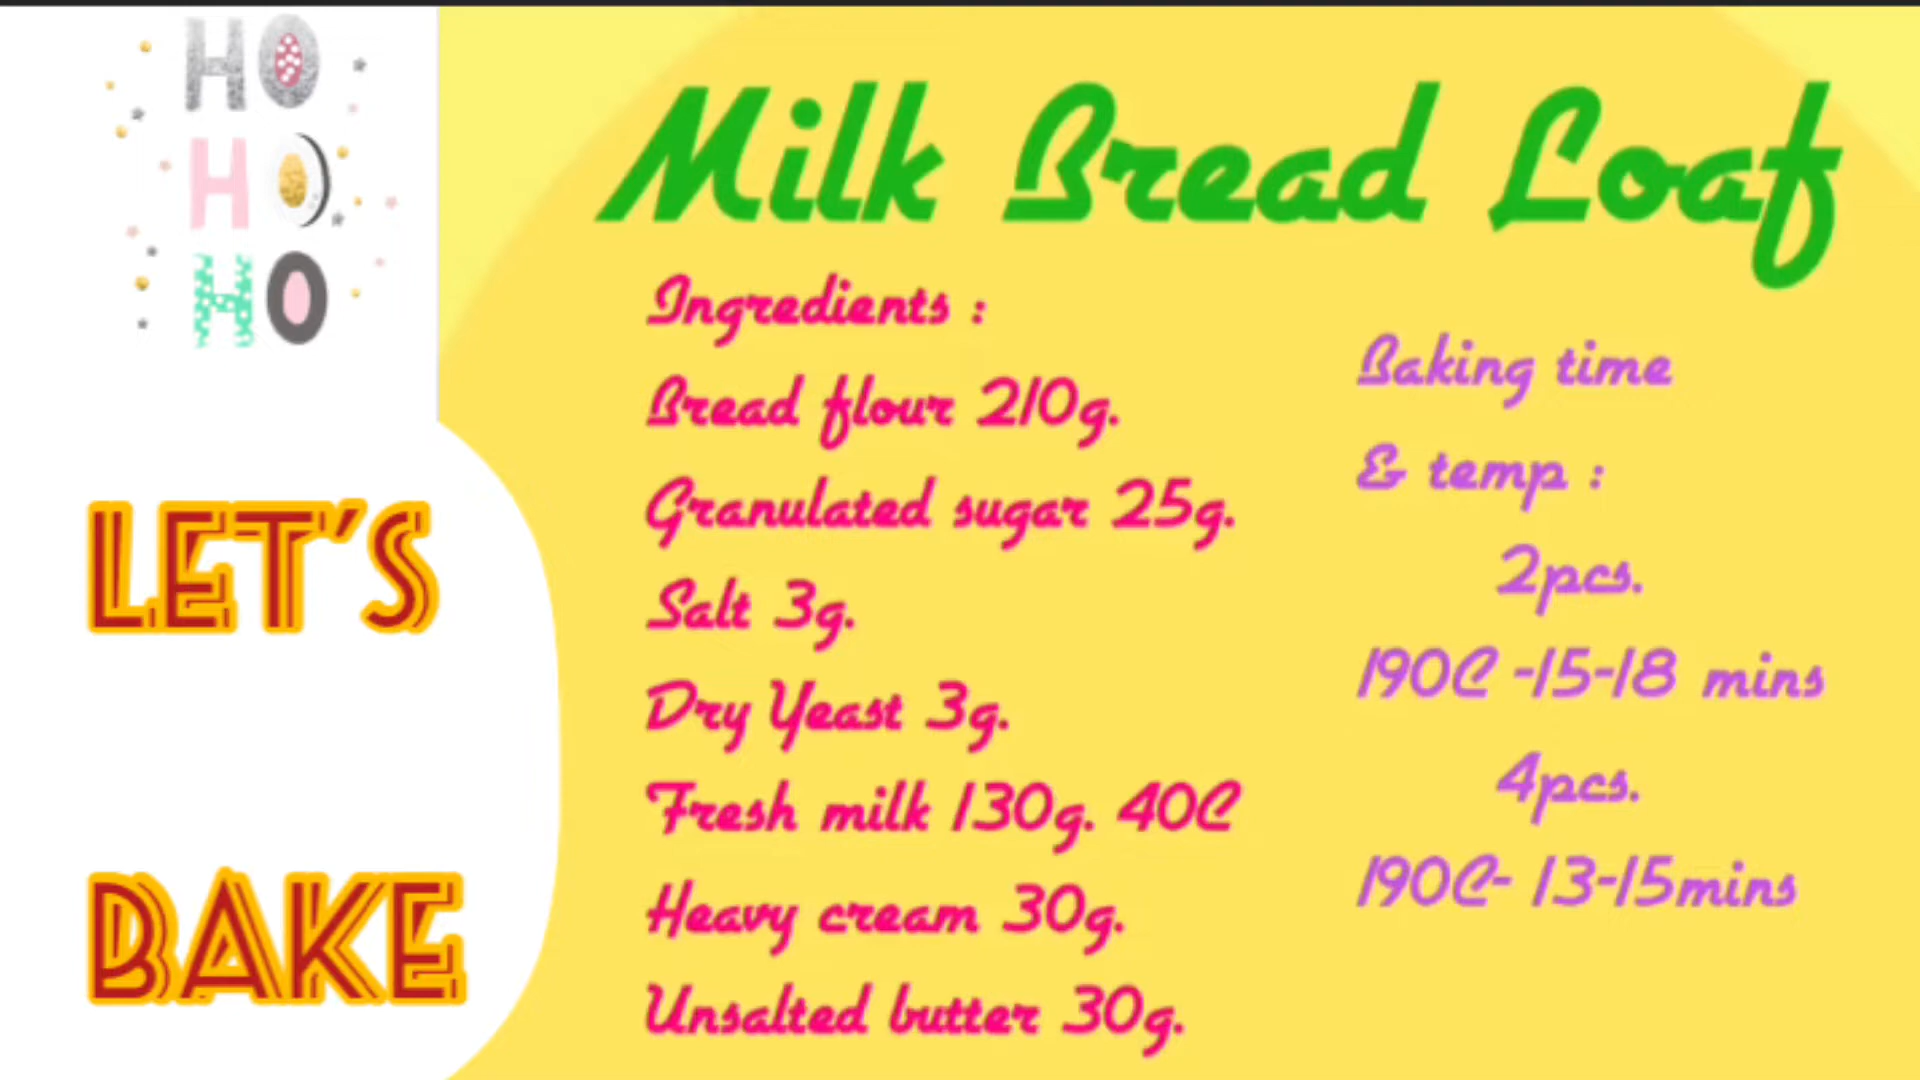 HO
HO
HO
LET'S
BAKE
Milk Bread Loaf
Ingredients :
Bread flour 210g.
Granulated sugar 25g.
Salt 3g.
Dry Yeast 3g.
Fresh milk 130g. 40C
Heavy cream 30g.
Unsalted butter 30g.
Baking time
& temp :
2pcs.
190C -15-18 mins
4pcs.
190C- 13-15mins